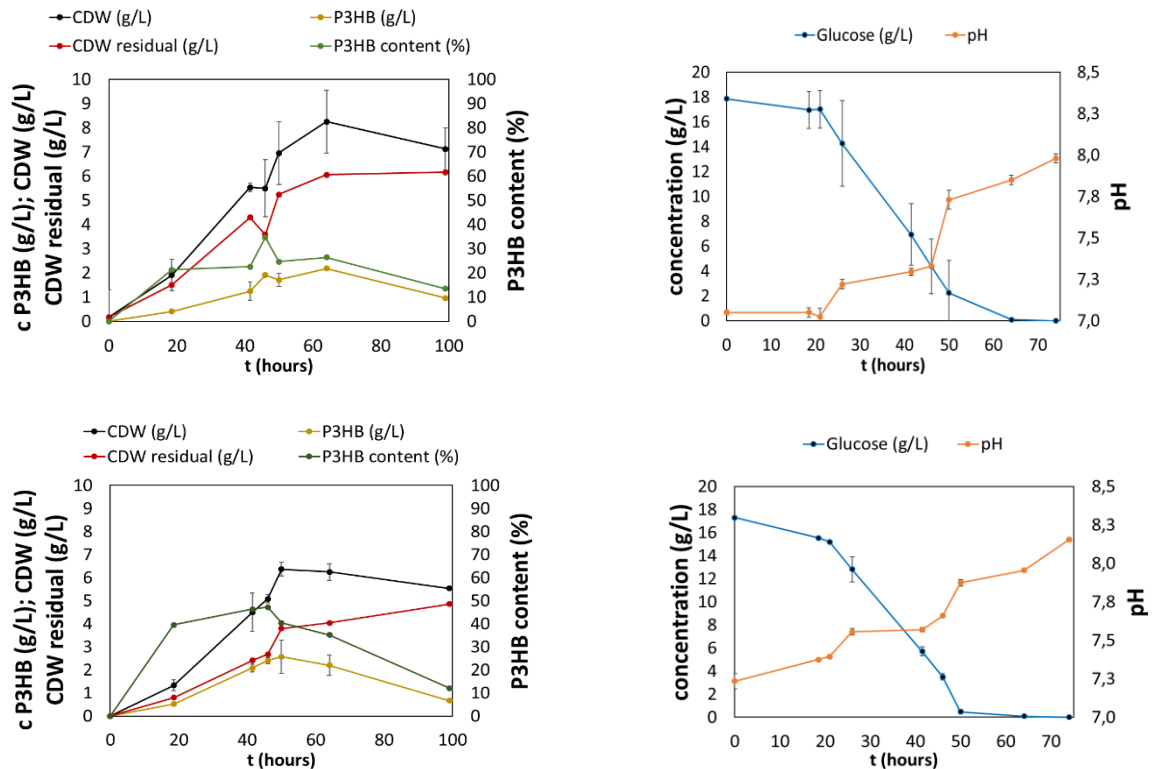 CDW (g/L)
P3HB (g/L)
CDW residual (g/L)
P3HB content (%)
c P3HB (g/L); CDW (g/L)
CDW residual (g/L)
10
9
8
7
6
5
4
3
2
1
0
100
90
80
70
60
50
40
30
20
10
0
P3HB content (%)
0 20 40 60 80 100
t (hours)
Glucose (g/L)
pH
concentration (g/L)
20
18
16
14
12
10
8
6
4
2
0
8,5
8,3
8,0
7,8
7,5
7,3
7,0
pH
0 10 20 30 40 50 60 70
t (hours)
CDW (g/L)
P3HB (g/L)
CDW residual (g/L)
P3HB content (%)
c P3HB (g/L); CDW (g/L)
CDW residual (g/L)
10
9
8
7
6
5
4
3
2
1
0
100
90
80
70
60
50
40
30
20
10
0
P3HB content (%)
0 20 40 60 80 100
t (hours)
Glucose (g/L)
pH
concentration (g/L)
20
18
16
14
12
10
8
6
4
2
0
8,5
8,3
8,0
7,8
7,5
7,3
7,0
pH
0 10 20 30 40 50 60 70
t (hours)